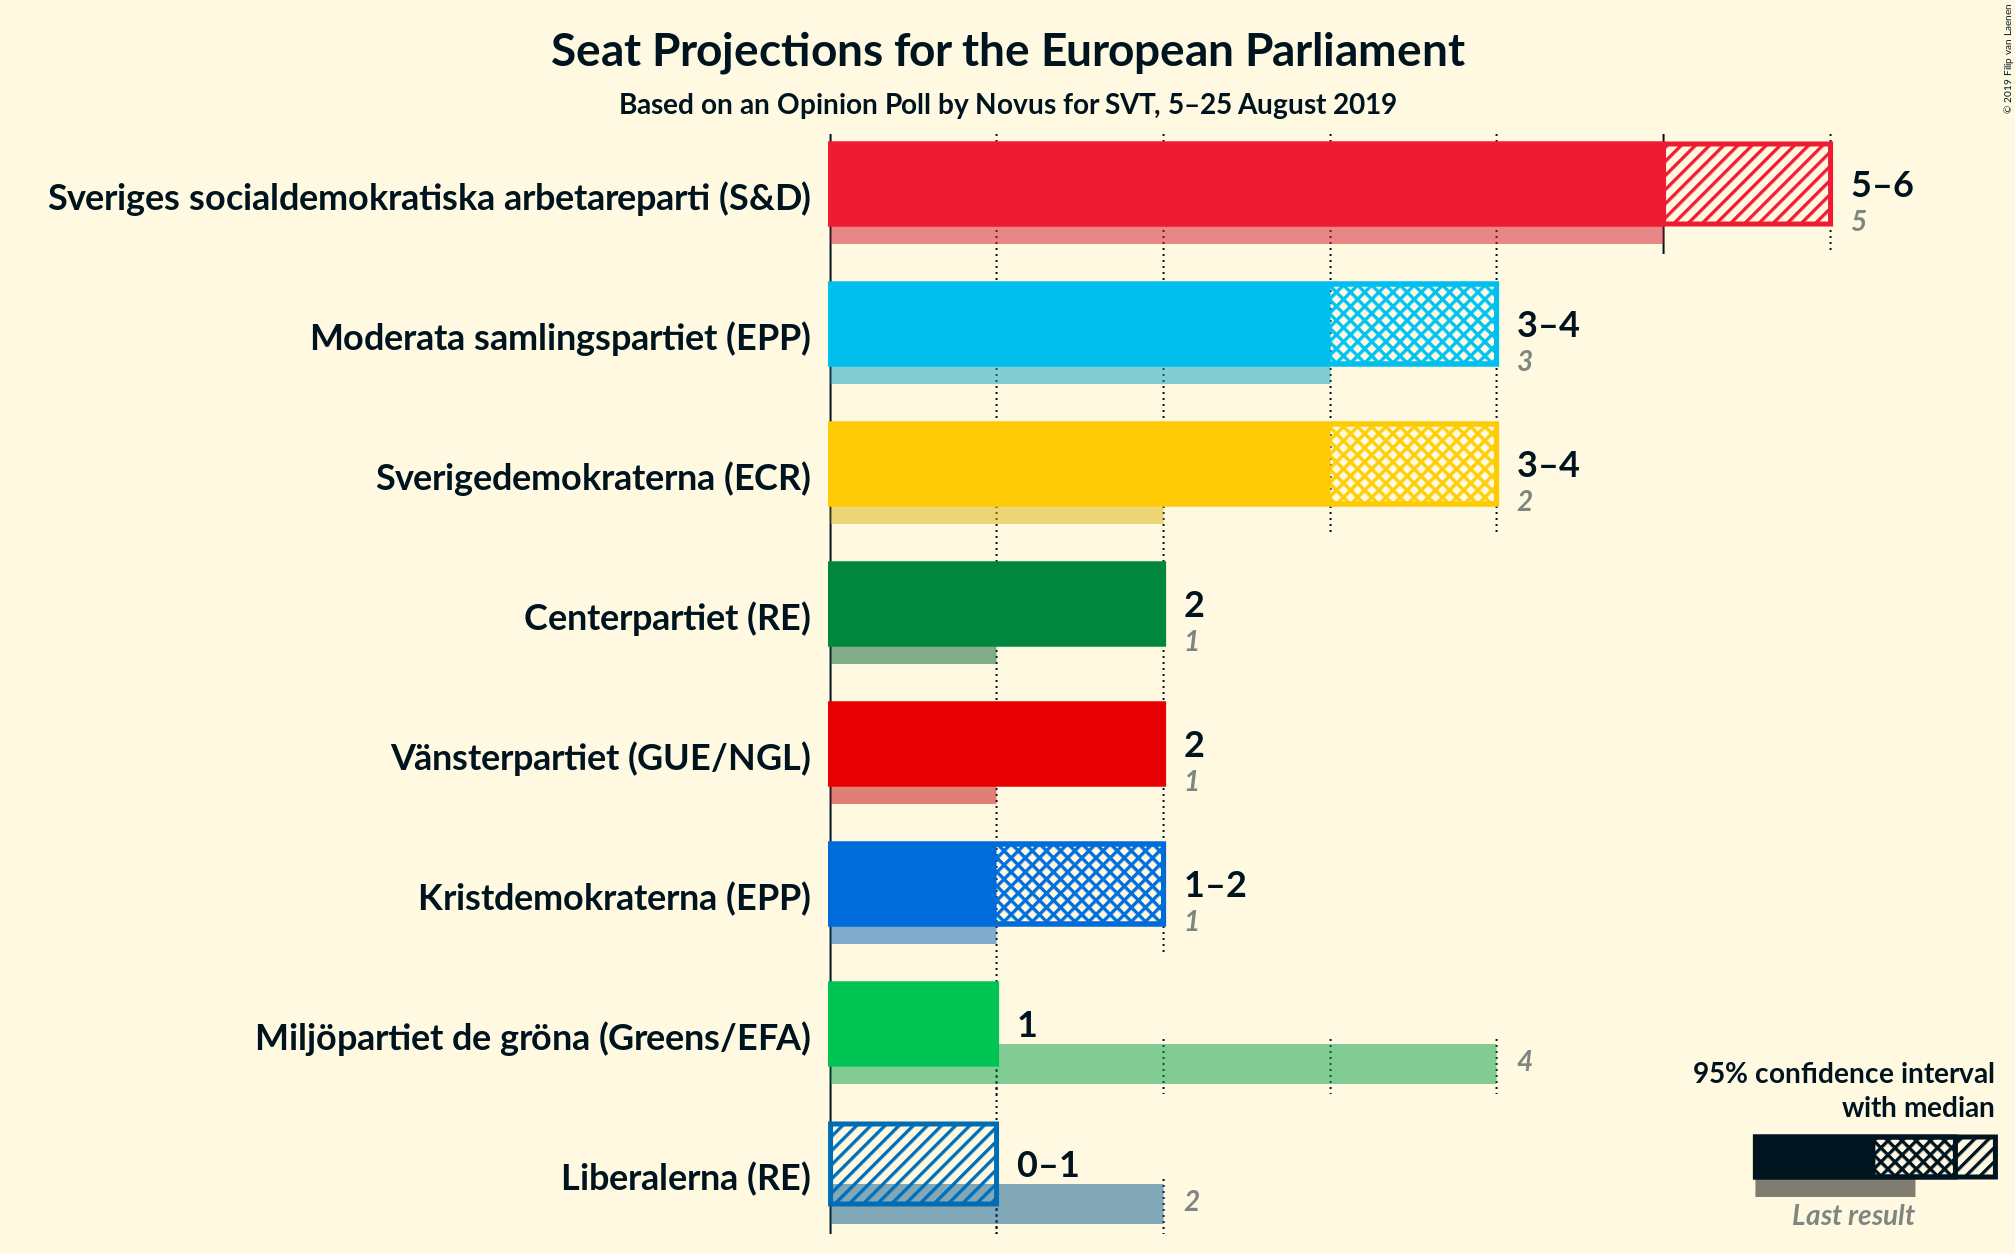 Seat Projections for the European Parliament
Based on an Opinion Poll by Novus for SVT, 5–25 August 2019
© 2019 Filip van Laenen
Sveriges socialdemokratiska arbetareparti (S&D)
5–6
5
Moderata samlingspartiet (EPP)
3–4
3
Sverigedemokraterna (ECR)
3–4
2
Centerpartiet (RE)
2
1
Vänsterpartiet (GUE/NGL)
2
1
Kristdemokraterna (EPP)
1–2
1
Miljöpartiet de gröna (Greens/EFA)
1
4
Liberalerna (RE)
0–1
2
95% confidence interval
with median
Last result